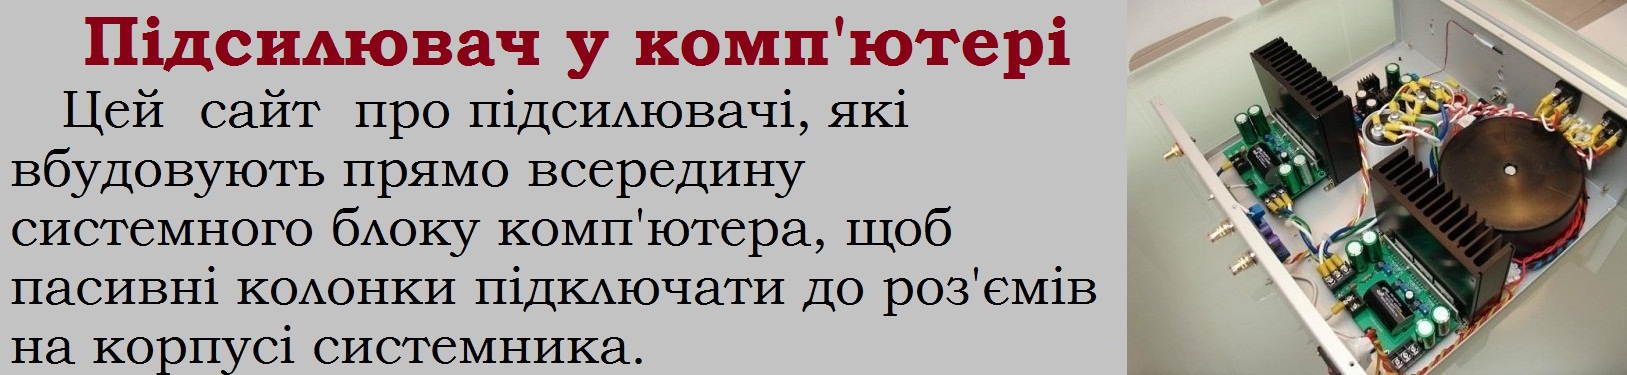 Підсилювач у комп'ютері
Цей сайт про підсилювачі, які
вбудовують прямо всередину
системного блоку комп'ютера, щоб
пасивні колонки підключати до роз'ємів
на корпусі системника.